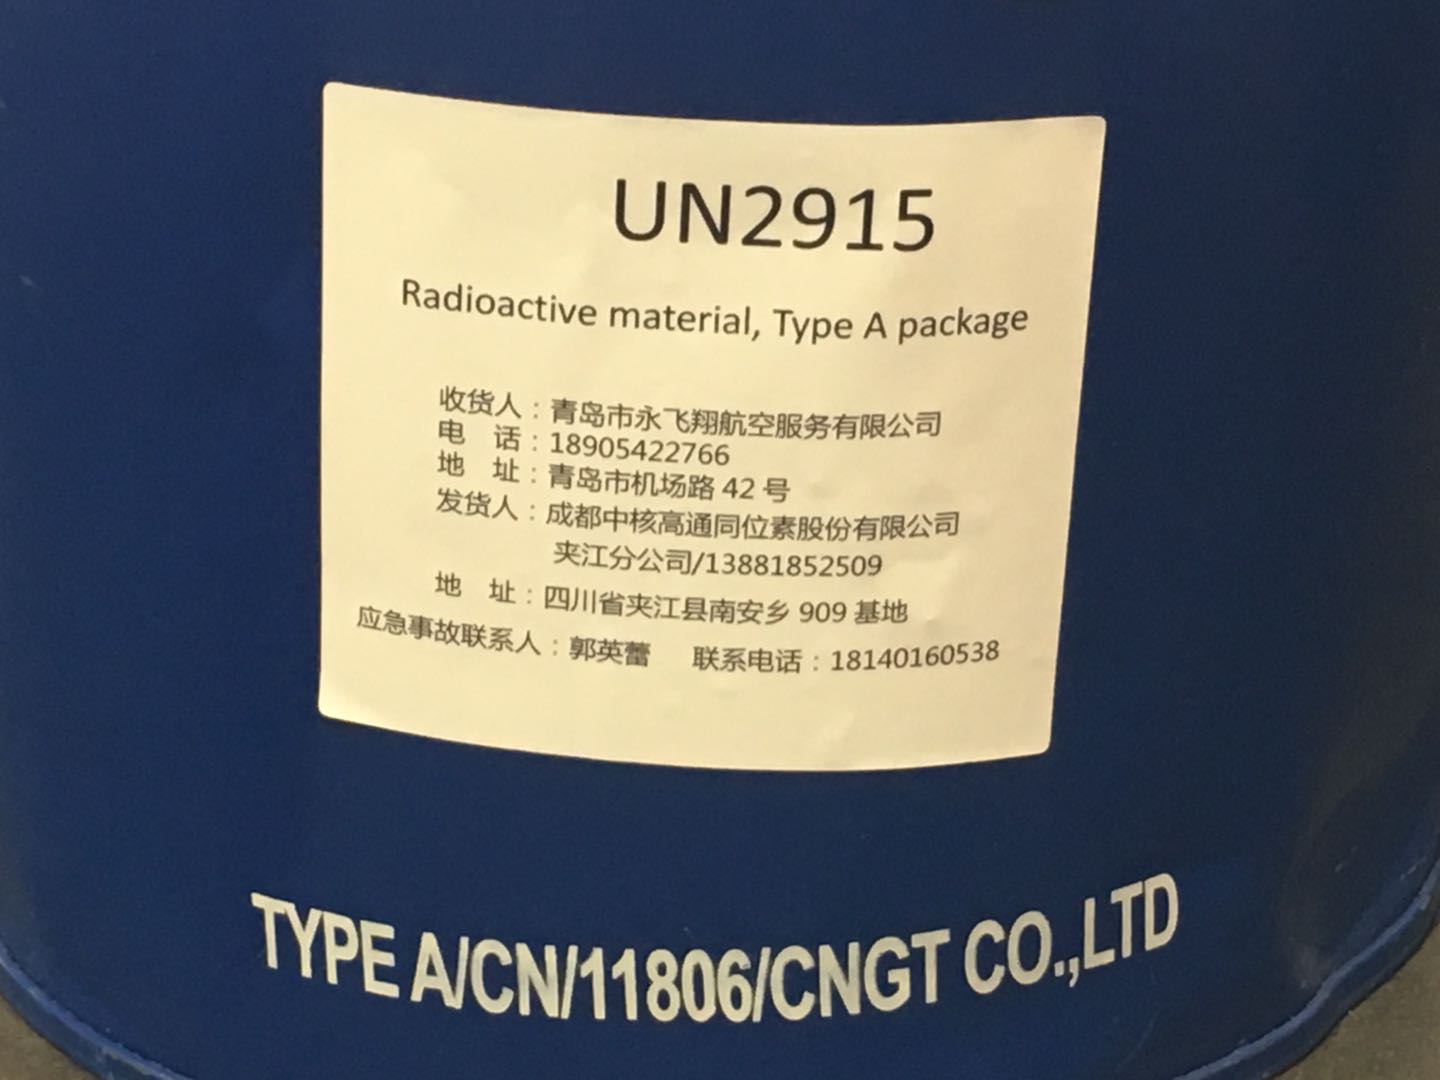 UN2915
Radioactive material, Type A package
收货人：青岛市永飞翔航空服务有限公司
电 话：18905422766
地 址：青岛市机场路 42 号
发货人：成都中核高通同位素股份有限公司
夹江分公司/13881852509
地 址：四川省夹江县南安乡 909 基地
应急事故联系人：郭英蕾 联系电话：18140160538
TYPE A/CN/11806/CNGT CO.,LTD